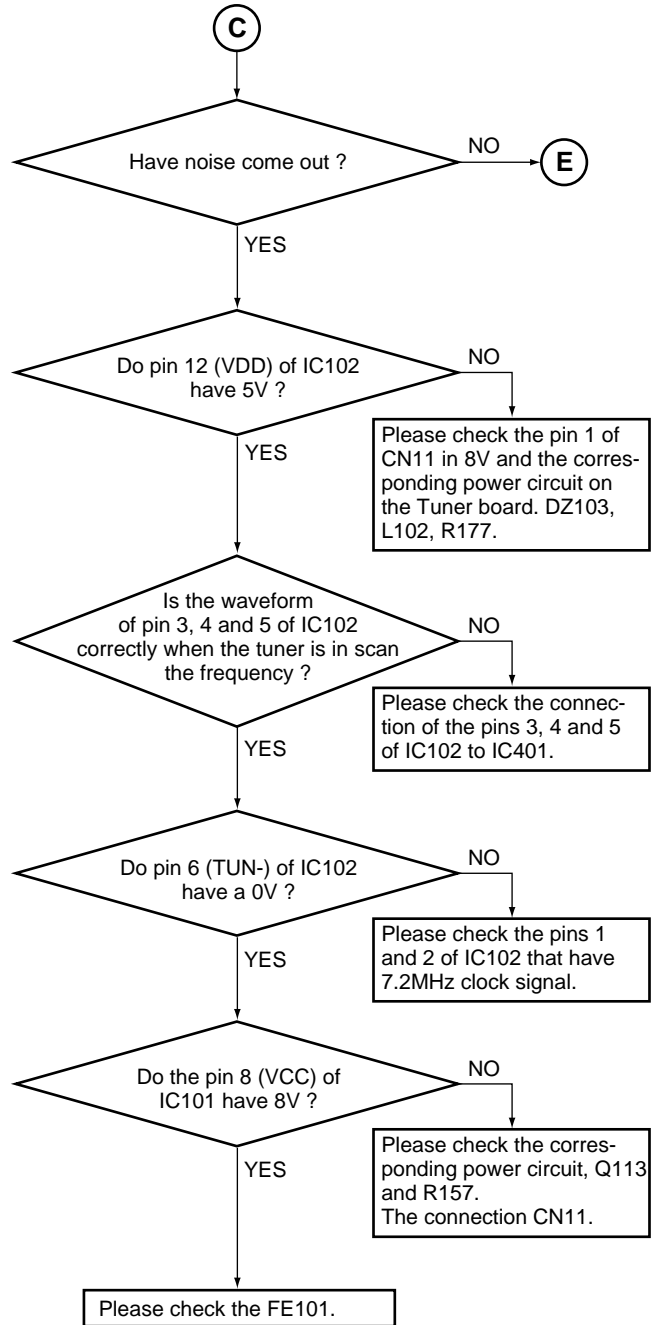 C
Have noise come out ?
NO
E
YES
Do pin 12 (VDD) of IC102
have 5V ?
NO
Please check the pin 1 of
CN11 in 8V and the corres-
ponding power circuit on
the Tuner board. DZ103,
L102, R177.
YES
Is the waveform
of pin 3, 4 and 5 of IC102
correctly when the tuner is in scan
the frequency ?
NO
Please check the connec-
tion of the pins 3, 4 and 5
of IC102 to IC401.
YES
Do pin 6 (TUN-) of IC102
have a 0V ?
NO
Please check the pins 1
and 2 of IC102 that have
7.2MHz clock signal.
YES
Do the pin 8 (VCC) of
IC101 have 8V ?
NO
Please check the corres-
ponding power circuit, Q113
and R157.
The connection CN11.
YES
Please check the FE101.